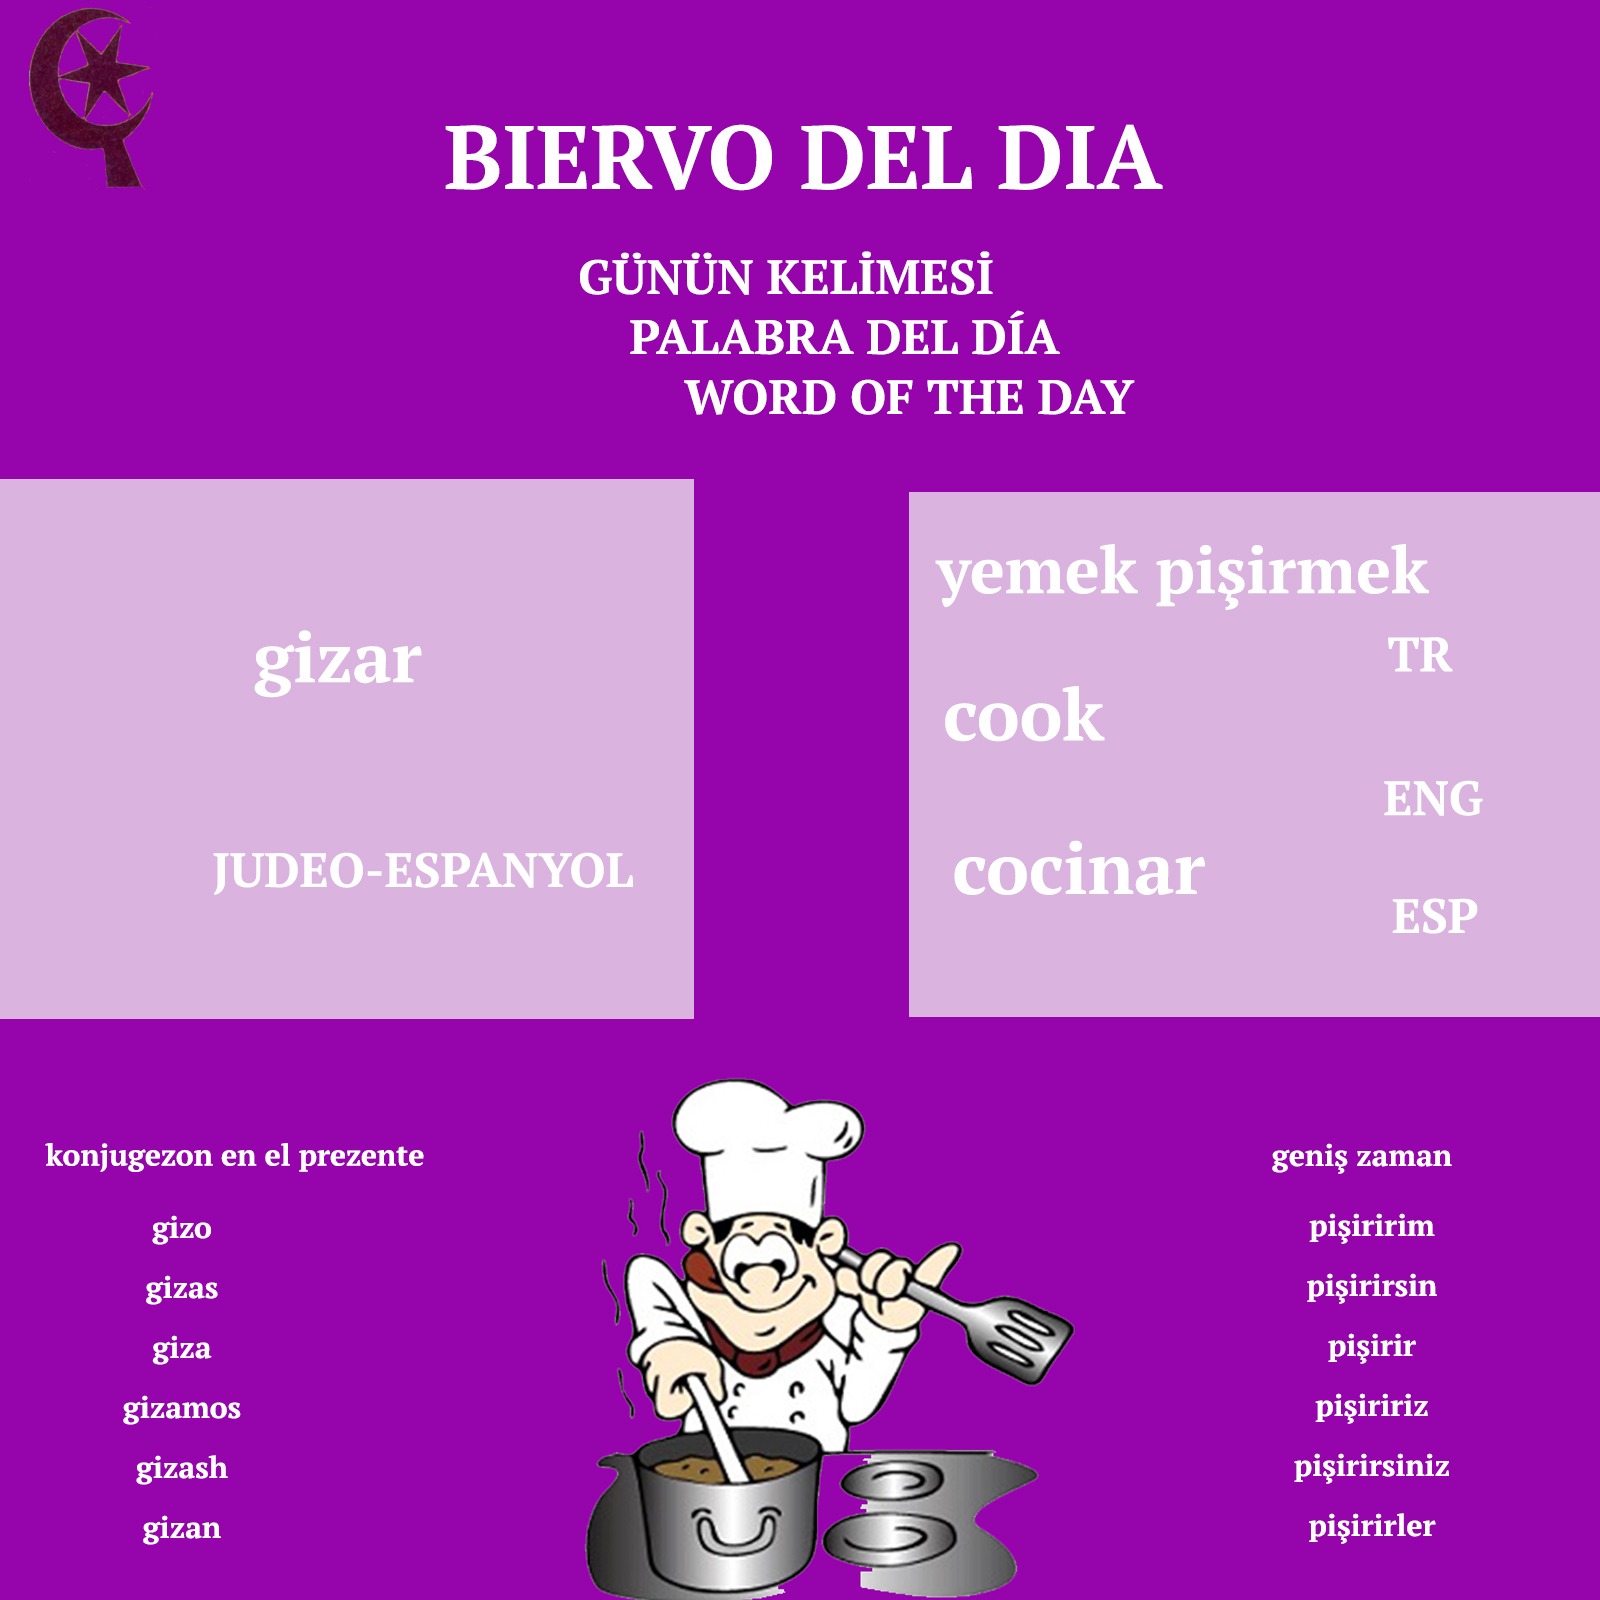 BIERVO DEL DIA
GÜNÜN KELİMESİ
PALABRA DEL DÍA
WORD OF THE DAY
gizar
JUDEO-ESPANYOL
yemek pişirmek
TR
cook
ENG
cocinar
ESP
konjugezon en el prezente
gizo
gizas
giza
gizamos
gizash
gizan
geniş zaman
pişiririm
pişirirsin
pişirir
pişiririz
pişirirsiniz
pişirirler